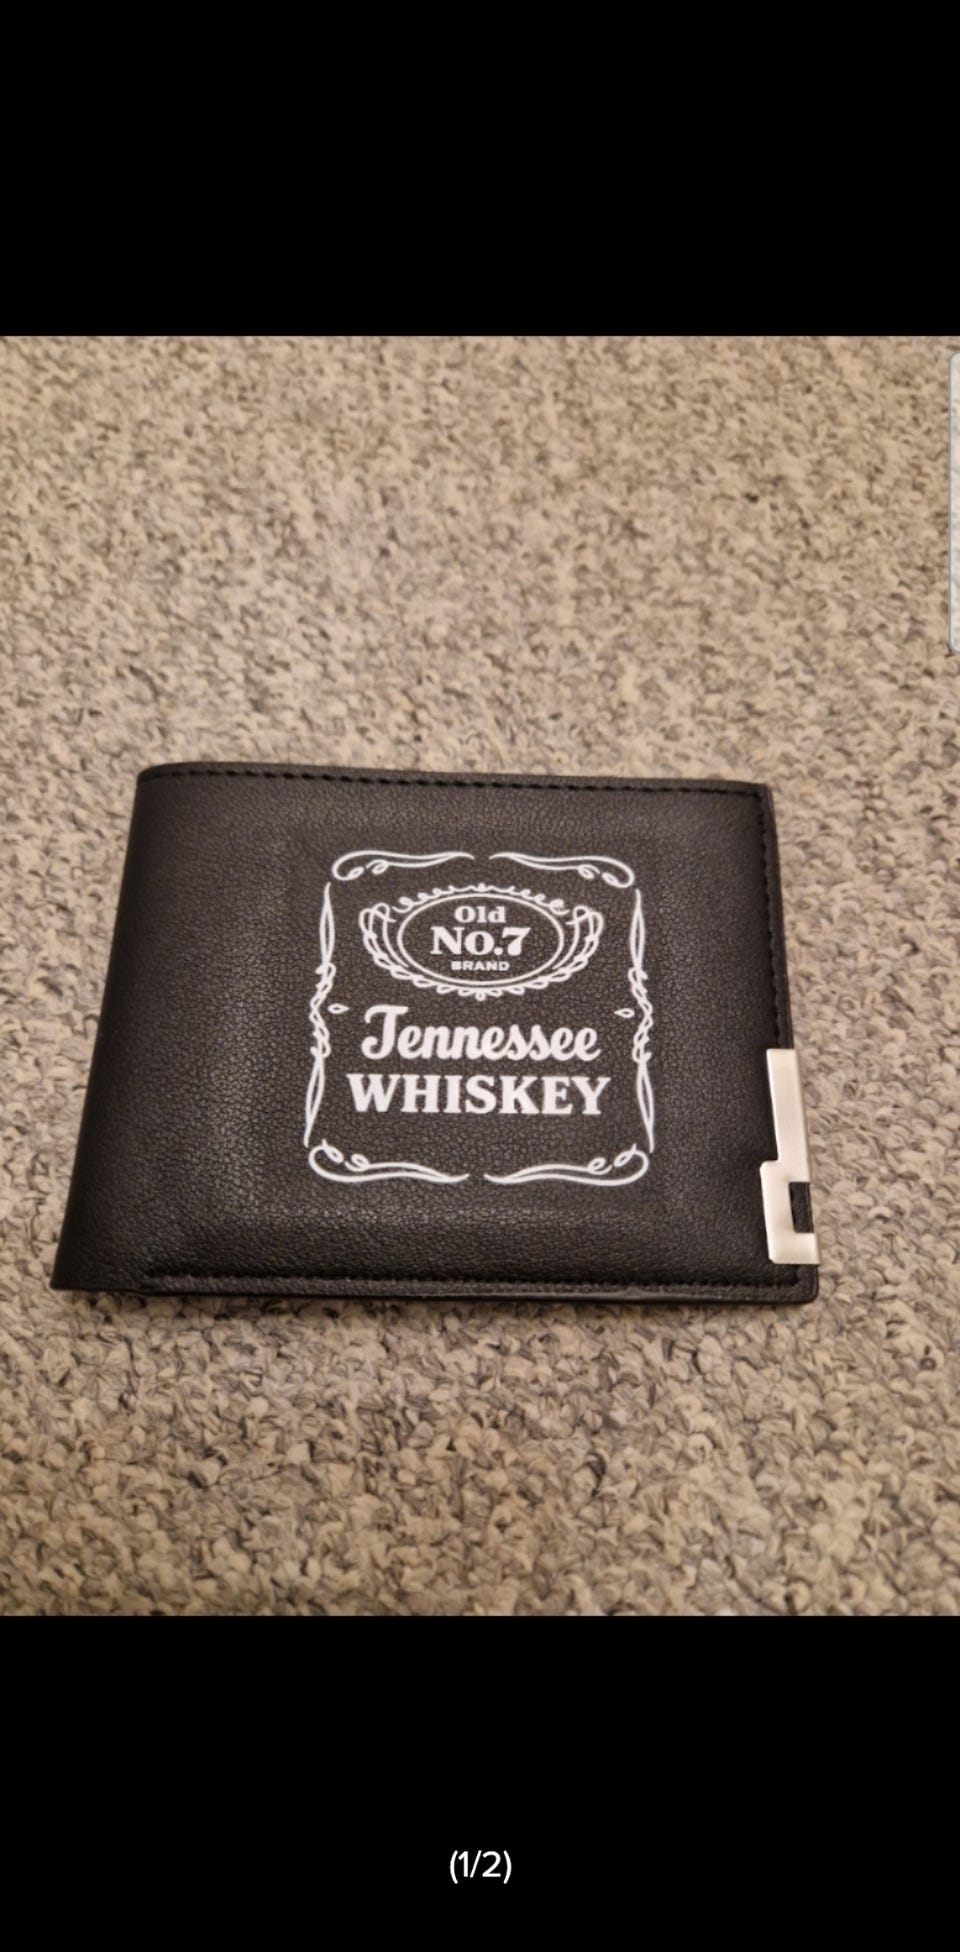 Old
No.7
BRAND
Tennessee
WHISKEY
(1/2)